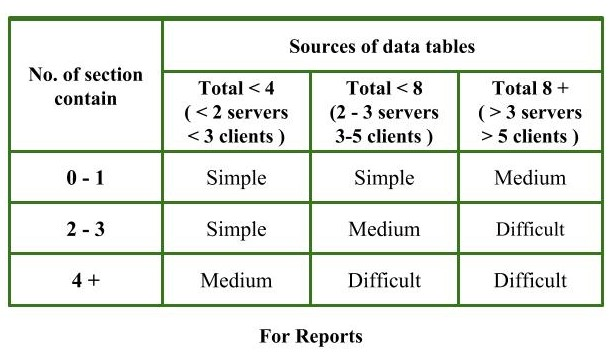 No. of section
contain
Sources of data tables
Total < 4
( < 2 servers
< 3 clients )
Total < 8
(2 - 3 servers
3-5 clients )
Total 8 +
( > 3 servers
> 5 clients )
0 - 1
Simple
Simple
Medium
2 - 3
Simple
Medium
Difficult
4 +
Medium
Difficult
Difficult
For Reports